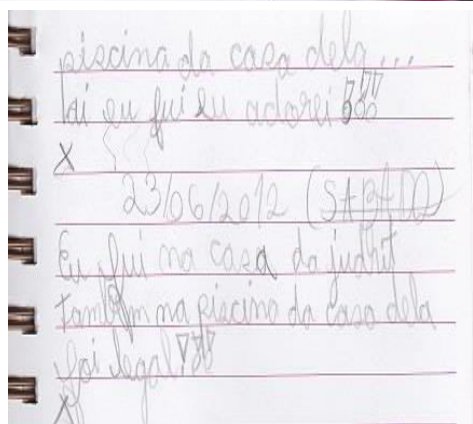 piscina da casa dela...
lai eu fui eu adorei!!!
X
23/06/2012 (SABADO)
Eu fui na casa da judhit
também na piscina da casa dela
foi legal!!!
X